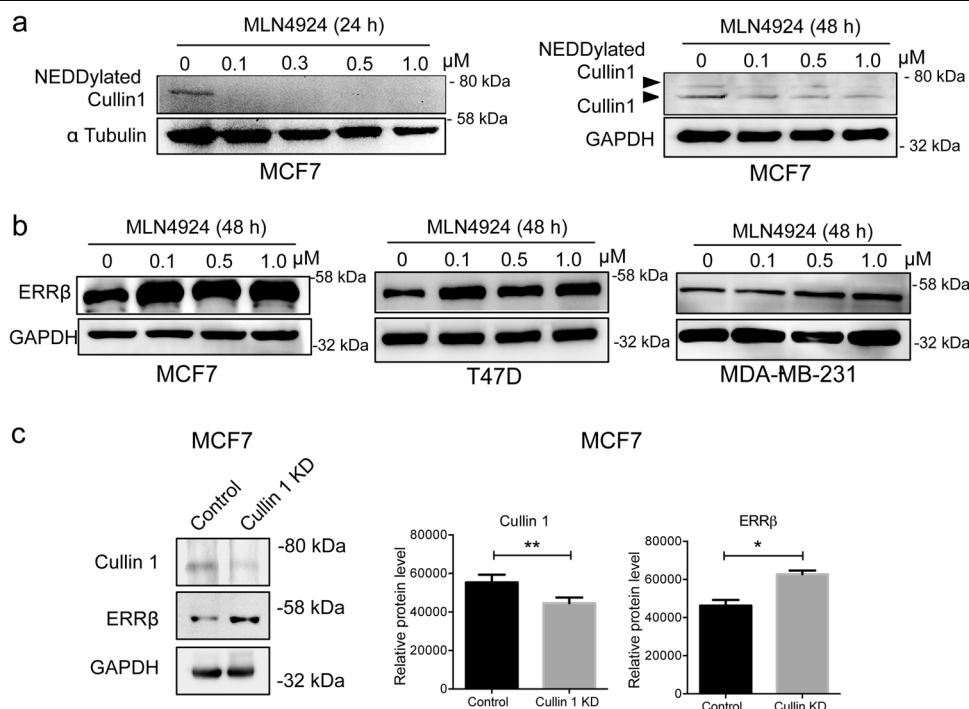 a
MLN4924 (24 h)
0 0.1 0.3 0.5 1.0 µM
NEDDylated
Cullin1
- 80 kDa
- 58 kDa
α Tubulin
MCF7
MLN4924 (48 h)
0 0.1 0.5 1.0 µM
NEDDylated
Cullin1
- 80 kDa
Cullin1
GAPDH
- 32 kDa
MCF7
b
MLN4924 (48 h)
0 0.1 0.5 1.0 µM
-58 kDa
ERRβ
GAPDH
-32 kDa
MCF7
MLN4924 (48 h)
0 0.1 0.5 1.0 µM
-58 kDa
-32 kDa
T47D
MLN4924 (48 h)
0 0.1 0.5 1.0 µM
-58 kDa
-32 kDa
MDA-MB-231
c
MCF7
Control
Cullin 1 KD
Cullin 1
-80 kDa
ERRβ
-58 kDa
GAPDH
-32 kDa
MCF7
Cullin 1
Relative protein level
80000
60000
40000
20000
0
**
Control Cullin 1 KD
ERRβ
Relative protein level
80000
60000
40000
20000
0
*
Control Cullin KD